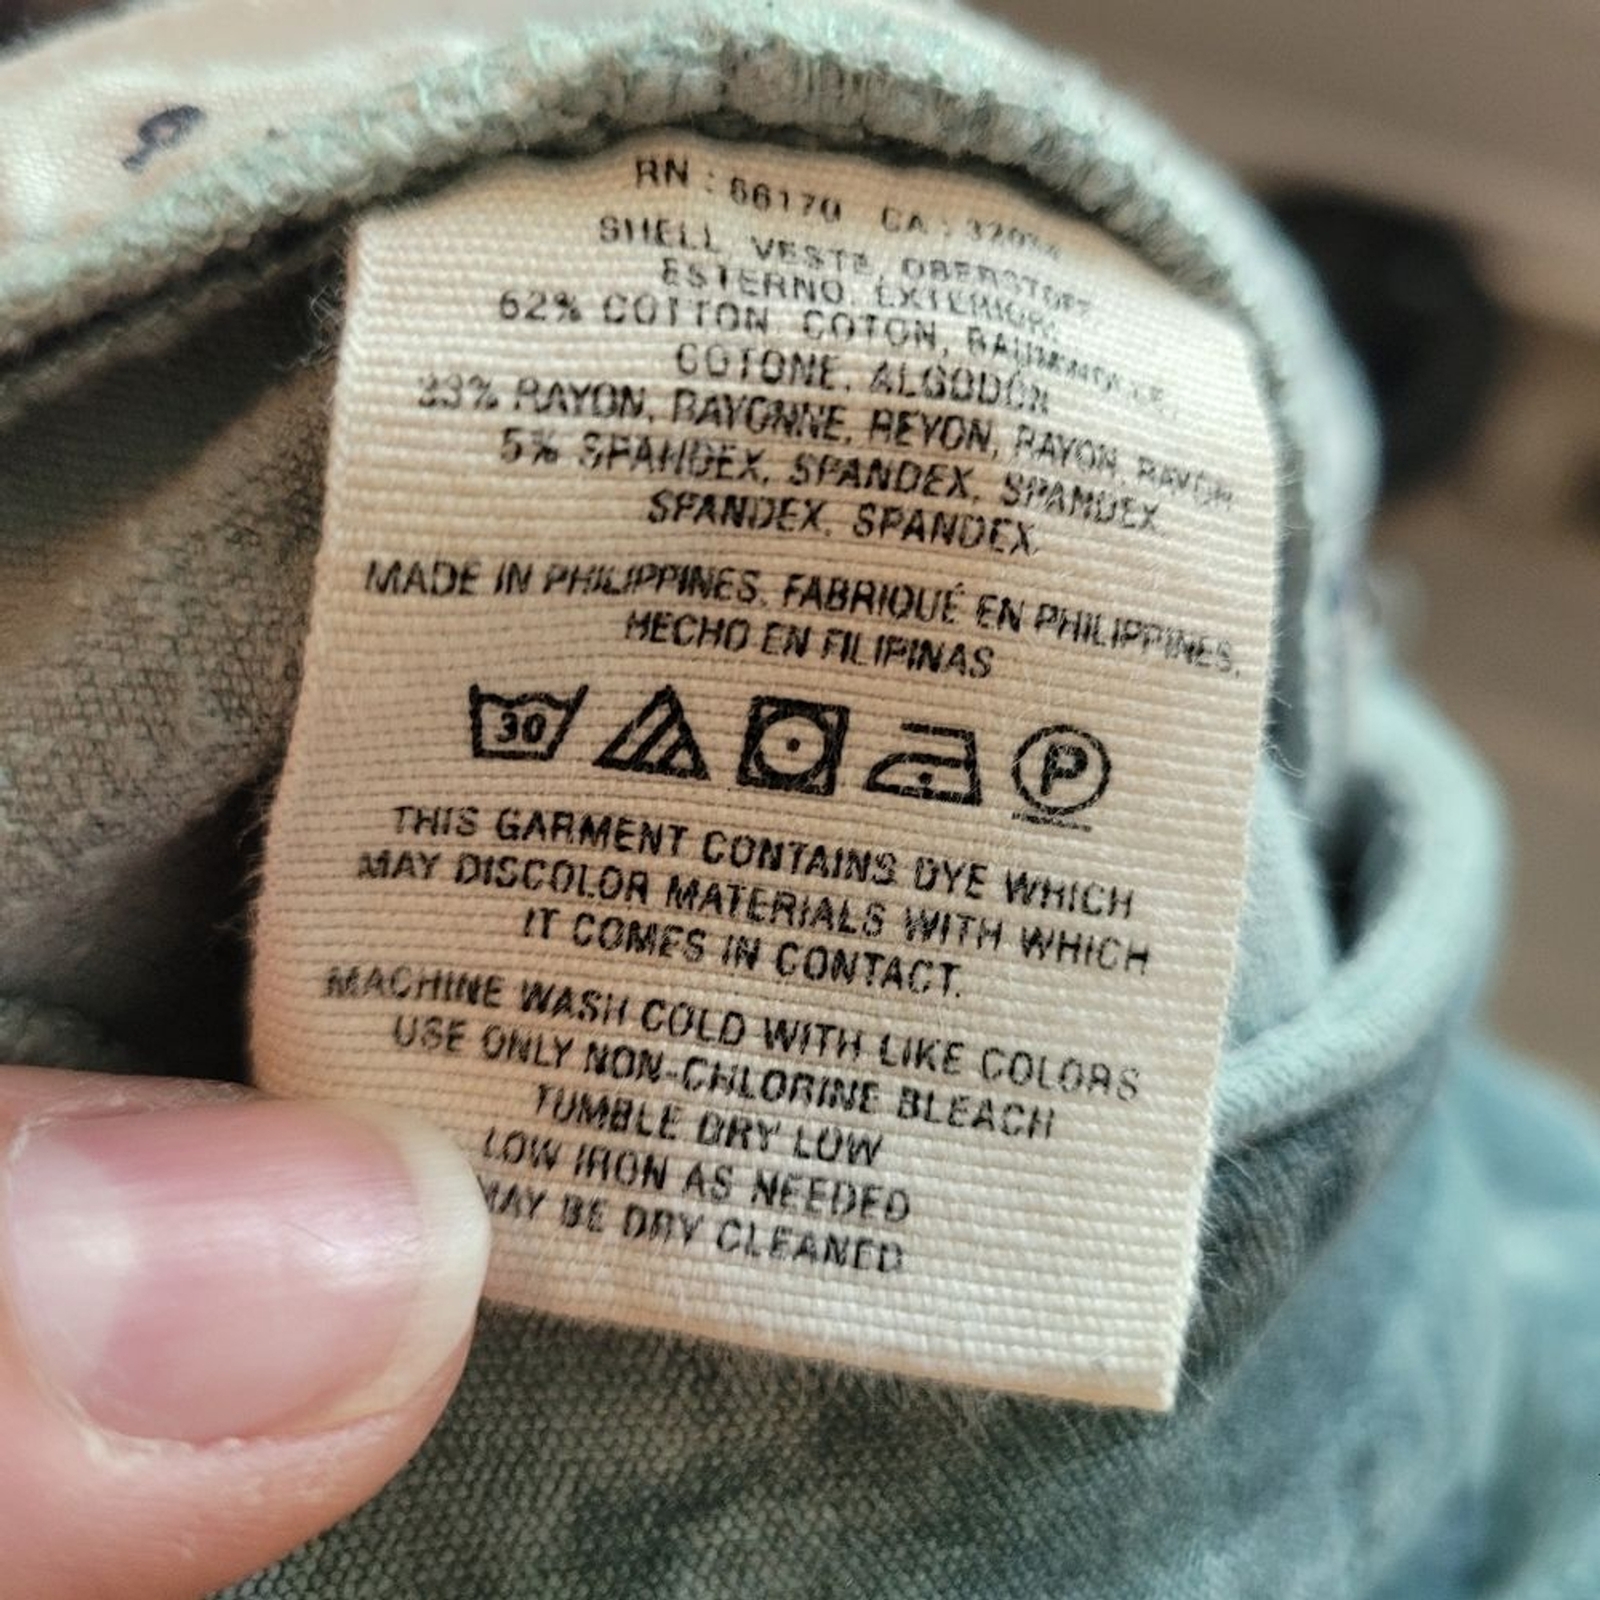 RN : 66170 CA :
SHELL, VESTE, OBERSTOFF,
ESTERNO, EXTERIOR:
62% COTTON, COTON, BAUMWOLLE,
COTONE, ALGODÓN
33% RAYON, RAYONNE, REYON, RAYON, RAYON
5% SPANDEX, SPANDEX, SPANDEX,
SPANDEX, SPANDEX,
MADE IN PHILIPPINES, FABRIQUÉ EN PHILIPPINES,
HECHO EN FILIPINAS
30 P
THIS GARMENT CONTAINS DYE WHICH
MAY DISCOLOR MATERIALS WITH WHICH
IT COMES IN CONTACT.
MACHINE WASH COLD WITH LIKE COLORS
USE ONLY NON-CHLORINE BLEACH
TUMBLE DRY LOW
LOW IRON AS NEEDED
MAY BE DRY CLEANED